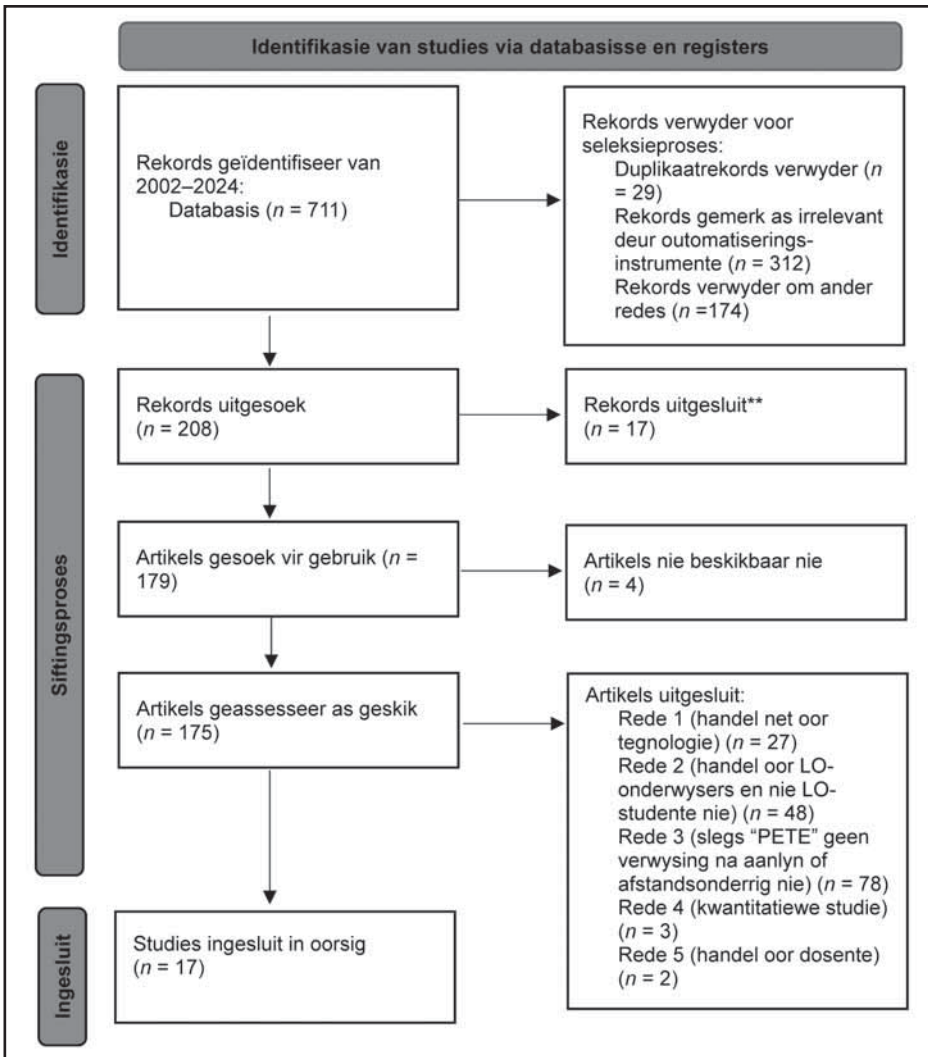 Identifikasie van studies via databasisse en registers
Identifikasie
Rekords geïdentifiseer van
2002–2024:
Databasis (n = 711)
Rekords verwyder voor
seleksieproses:
Duplikaatrekords verwyder (n
= 29)
Rekords gemerk as irrelevant
deur outomatiserings-
instrumente (n = 312)
Rekords verwyder om ander
redes (n =174)
Siftingsproses
Rekords uitgesoek
(n = 208)
Rekords uitgesluit**
(n = 17)
Artikels gesoek vir gebruik (n =
179)
Artikels nie beskikbaar nie
(n = 4)
Artikels geassesseer as geskik
(n = 175)
Artikels uitgesluit:
Rede 1 (handel net oor
tegnologie) (n = 27)
Rede 2 (handel oor LO-
onderwysers en nie LO-
studente nie) (n = 48)
Rede 3 (slegs “PETE” geen
verwysing na aanlyn of
afstandsonderrig nie) (n = 78)
Rede 4 (kwantitatiewe studie)
(n = 3)
Rede 5 (handel oor dosente)
(n = 2)
Ingesluit
Studies ingesluit in oorsig
(n = 17)